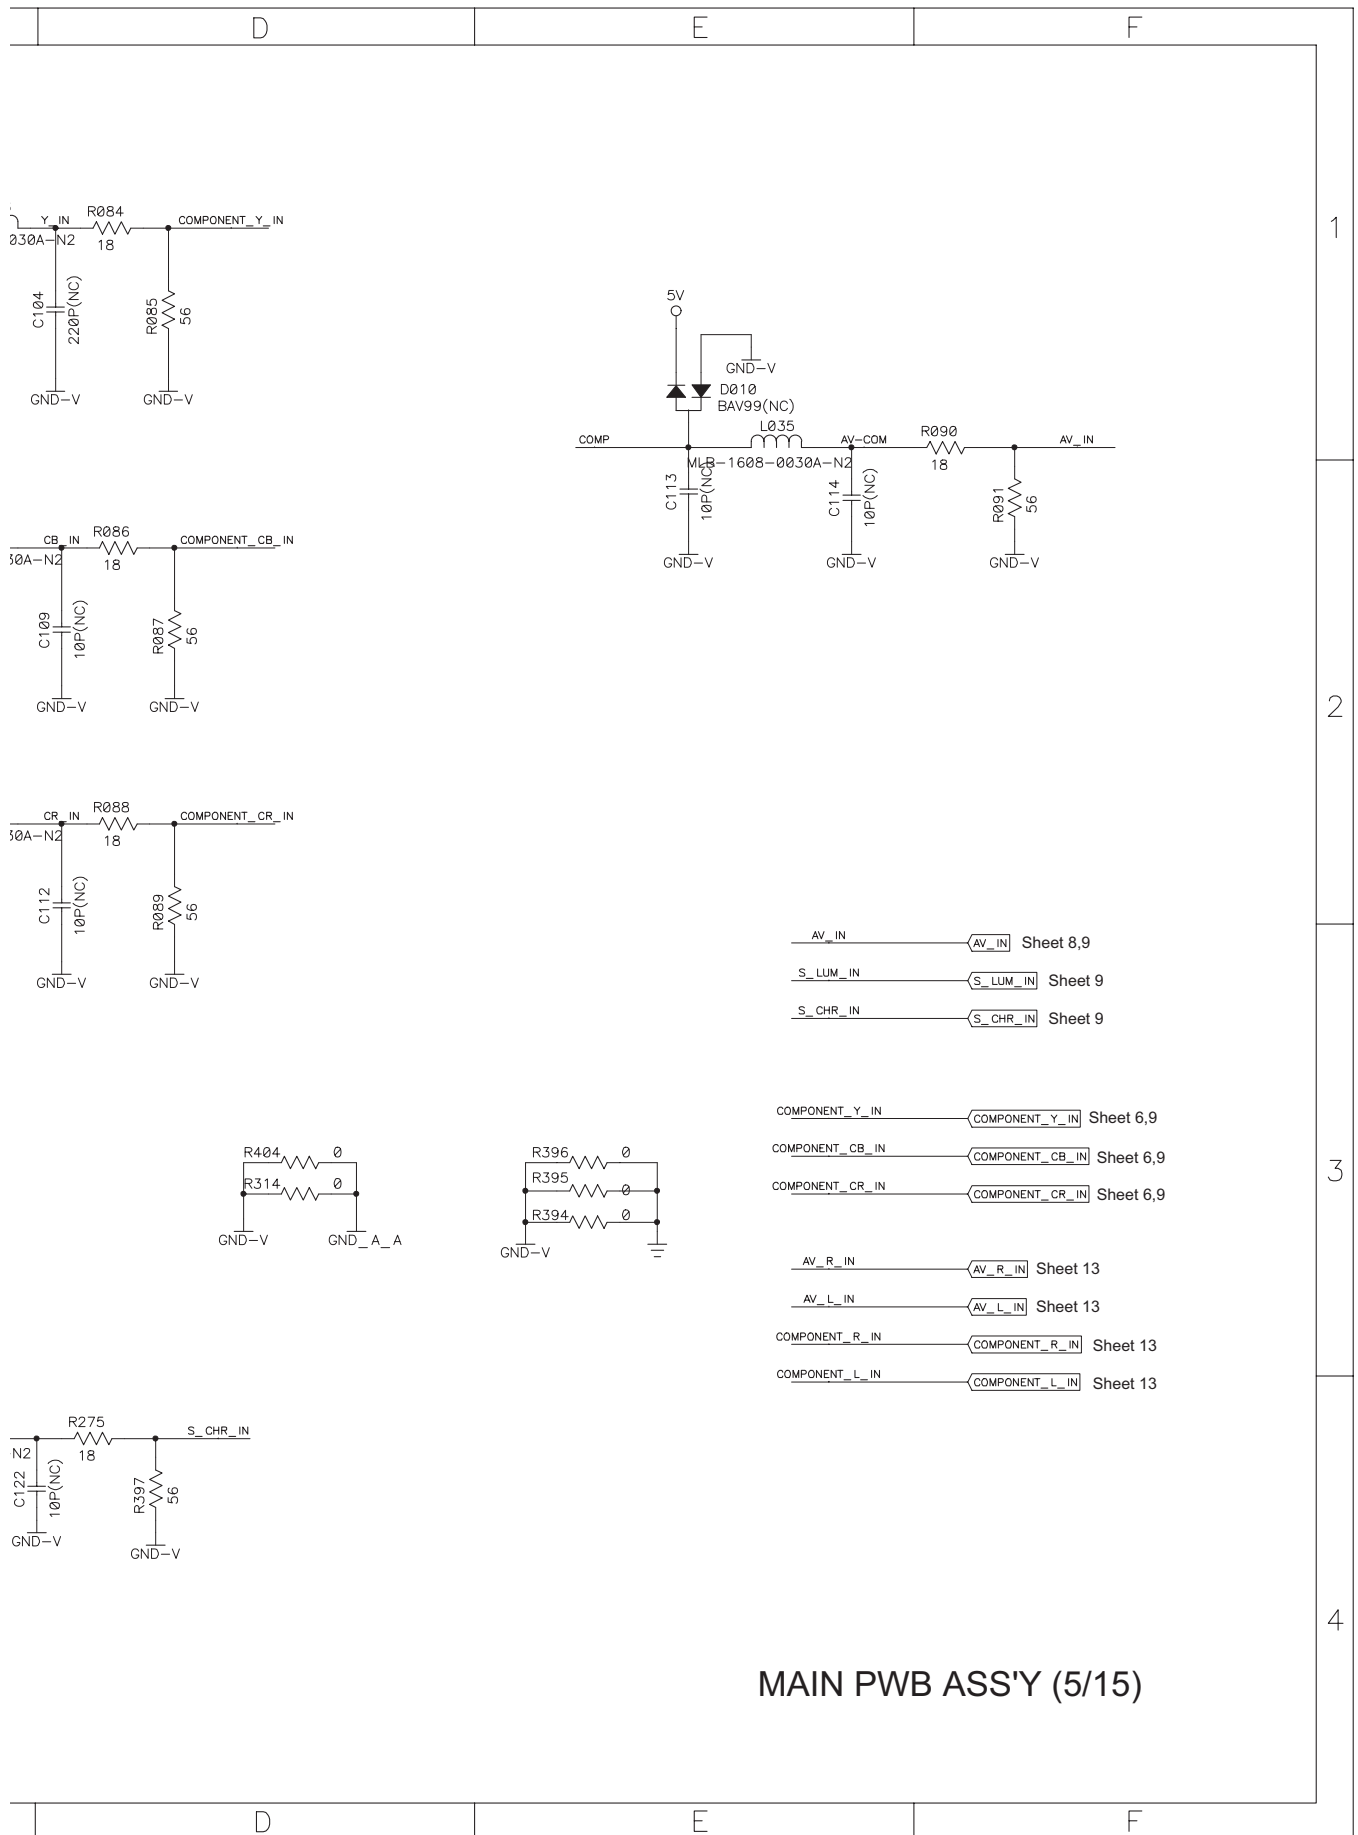 D E F
1
Y_IN R084 COMPONENT_Y_IN
030A-N2 18
C104 220P(NC) R085 56
GND-V GND-V
5V
GND-V
D010
BAV99(NC)
COMP L035 AV-COM R090 AV_IN
MLB-1608-0030A-N2 18
C113 10P(NC) C114 10P(NC) R091 56
GND-V GND-V GND-V
CB_IN R086 COMPONENT_CB_IN
30A-N2 18
C109 10P(NC) R087 56
GND-V GND-V
2
CR_IN R088 COMPONENT_CR_IN
30A-N2 18
C112 10P(NC) R089 56
GND-V GND-V
AV_IN AV_IN Sheet 8,9
S_LUM_IN S_LUM_IN Sheet 9
S_CHR_IN S_CHR_IN Sheet 9
COMPONENT_Y_IN COMPONENT_Y_IN Sheet 6,9
COMPONENT_CB_IN COMPONENT_CB_IN Sheet 6,9
COMPONENT_CR_IN COMPONENT_CR_IN Sheet 6,9
3
R404 0
R314 0
GND-V GND_A_A
R396 0
R395 0
R394 0
GND-V
AV_R_IN AV_R_IN Sheet 13
AV_L_IN AV_L_IN Sheet 13
COMPONENT_R_IN COMPONENT_R_IN Sheet 13
COMPONENT_L_IN COMPONENT_L_IN Sheet 13
R275 S_CHR_IN
-N2 18
C122 10P(NC) R397 56
GND-V GND-V
4
MAIN PWB ASS'Y (5/15)
D E F